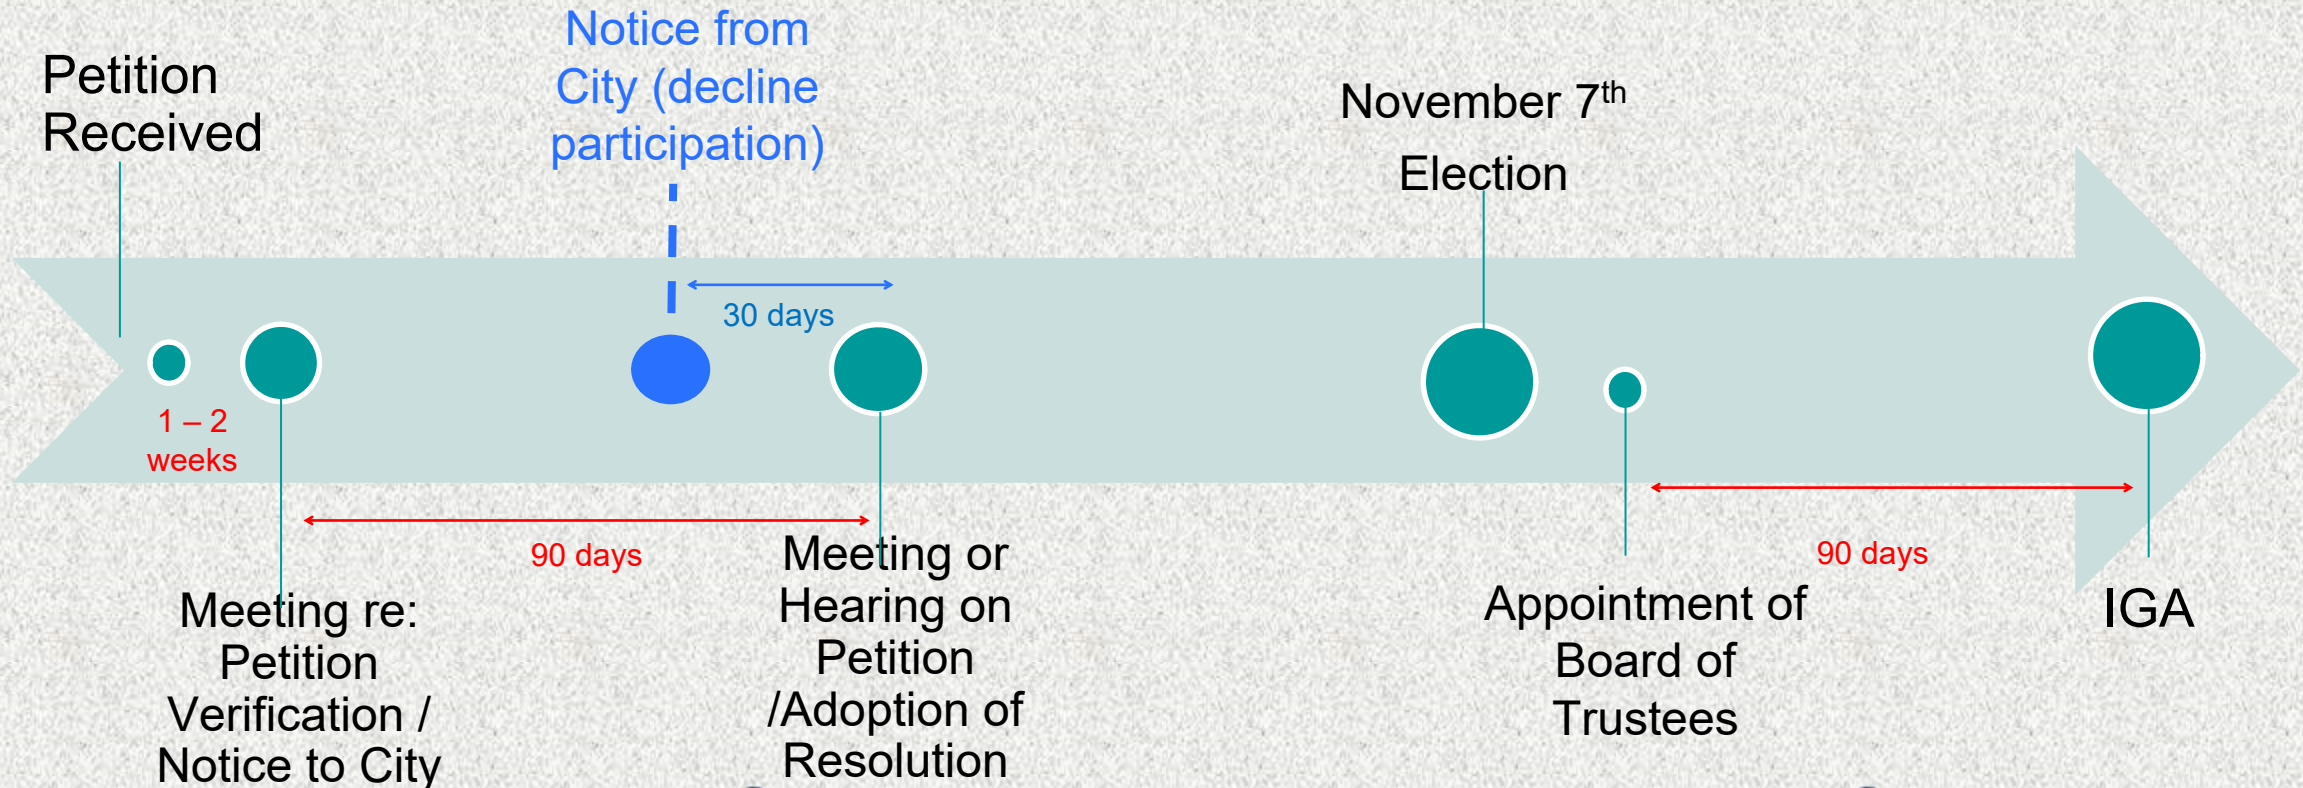 Petition
Received
Notice from
City (decline
participation)
November 7th
Election
30 days
1 – 2
weeks
90 days
90 days
Meeting re:
Petition
Verification /
Notice to City
Meeting or
Hearing on
Petition
/Adoption of
Resolution
Appointment of
Board of
Trustees
IGA